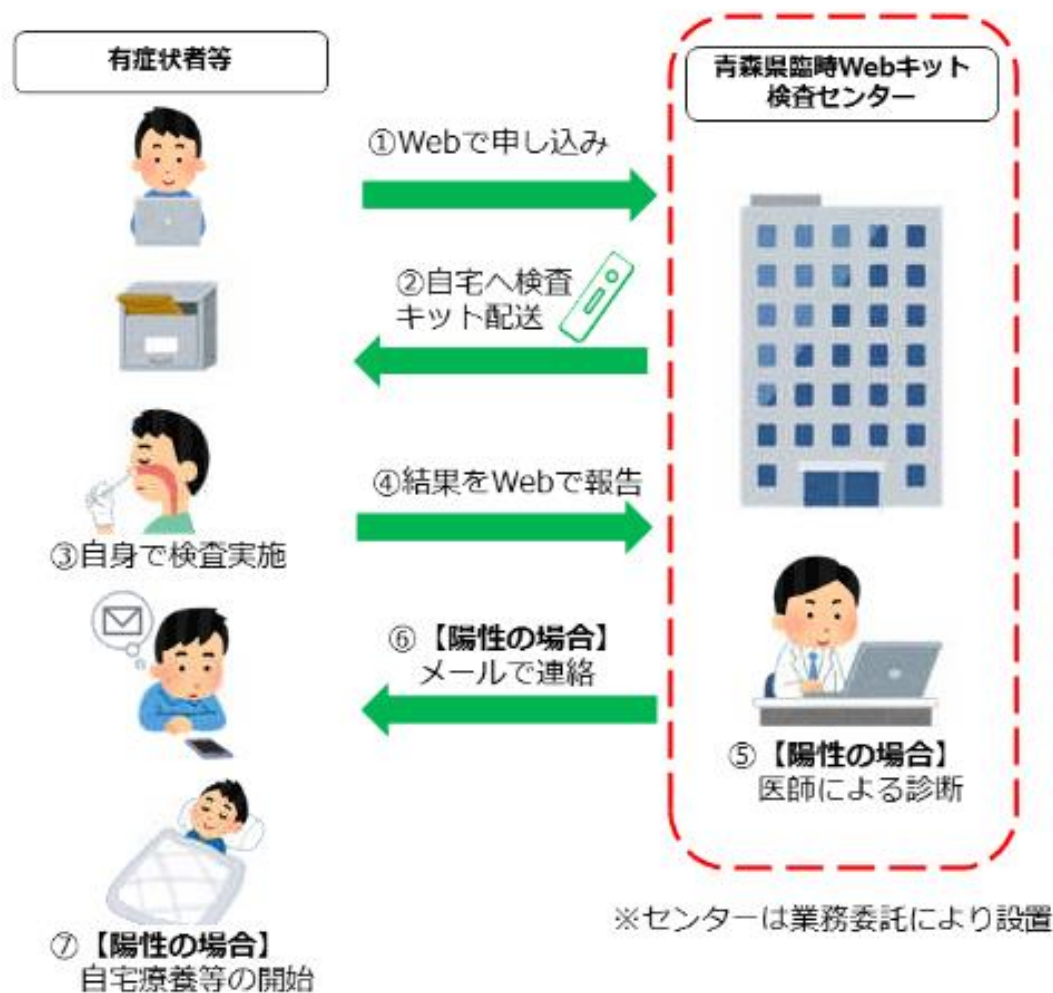 有症状者等
青森県臨時Webキット
検査センター
①Webで申し込み
②自宅へ検査
キット配送
③自身で検査実施
④結果をWebで報告
⑤【陽性の場合】
医師による診断
⑥【陽性の場合】
メールで連絡
⑦【陽性の場合】
自宅療養等の開始
※センターは業務委託により設置